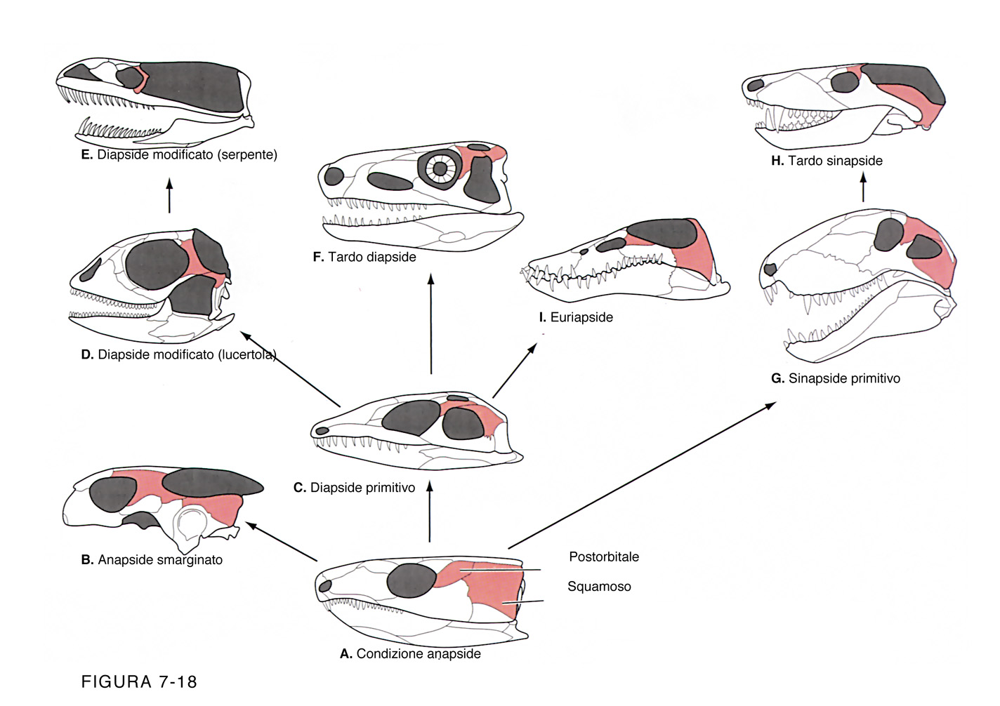 E. Diapside modificato (serpente)
H. Tardo sinapside
F. Tardo diapside
I. Euriapside
D. Diapside modificato (lucertola)
G. Sinapside primitivo
C. Diapside primitivo
B. Anapside smarginato
Postorbitale
Squamoso
A. Condizione anapside
FIGURA 7-18